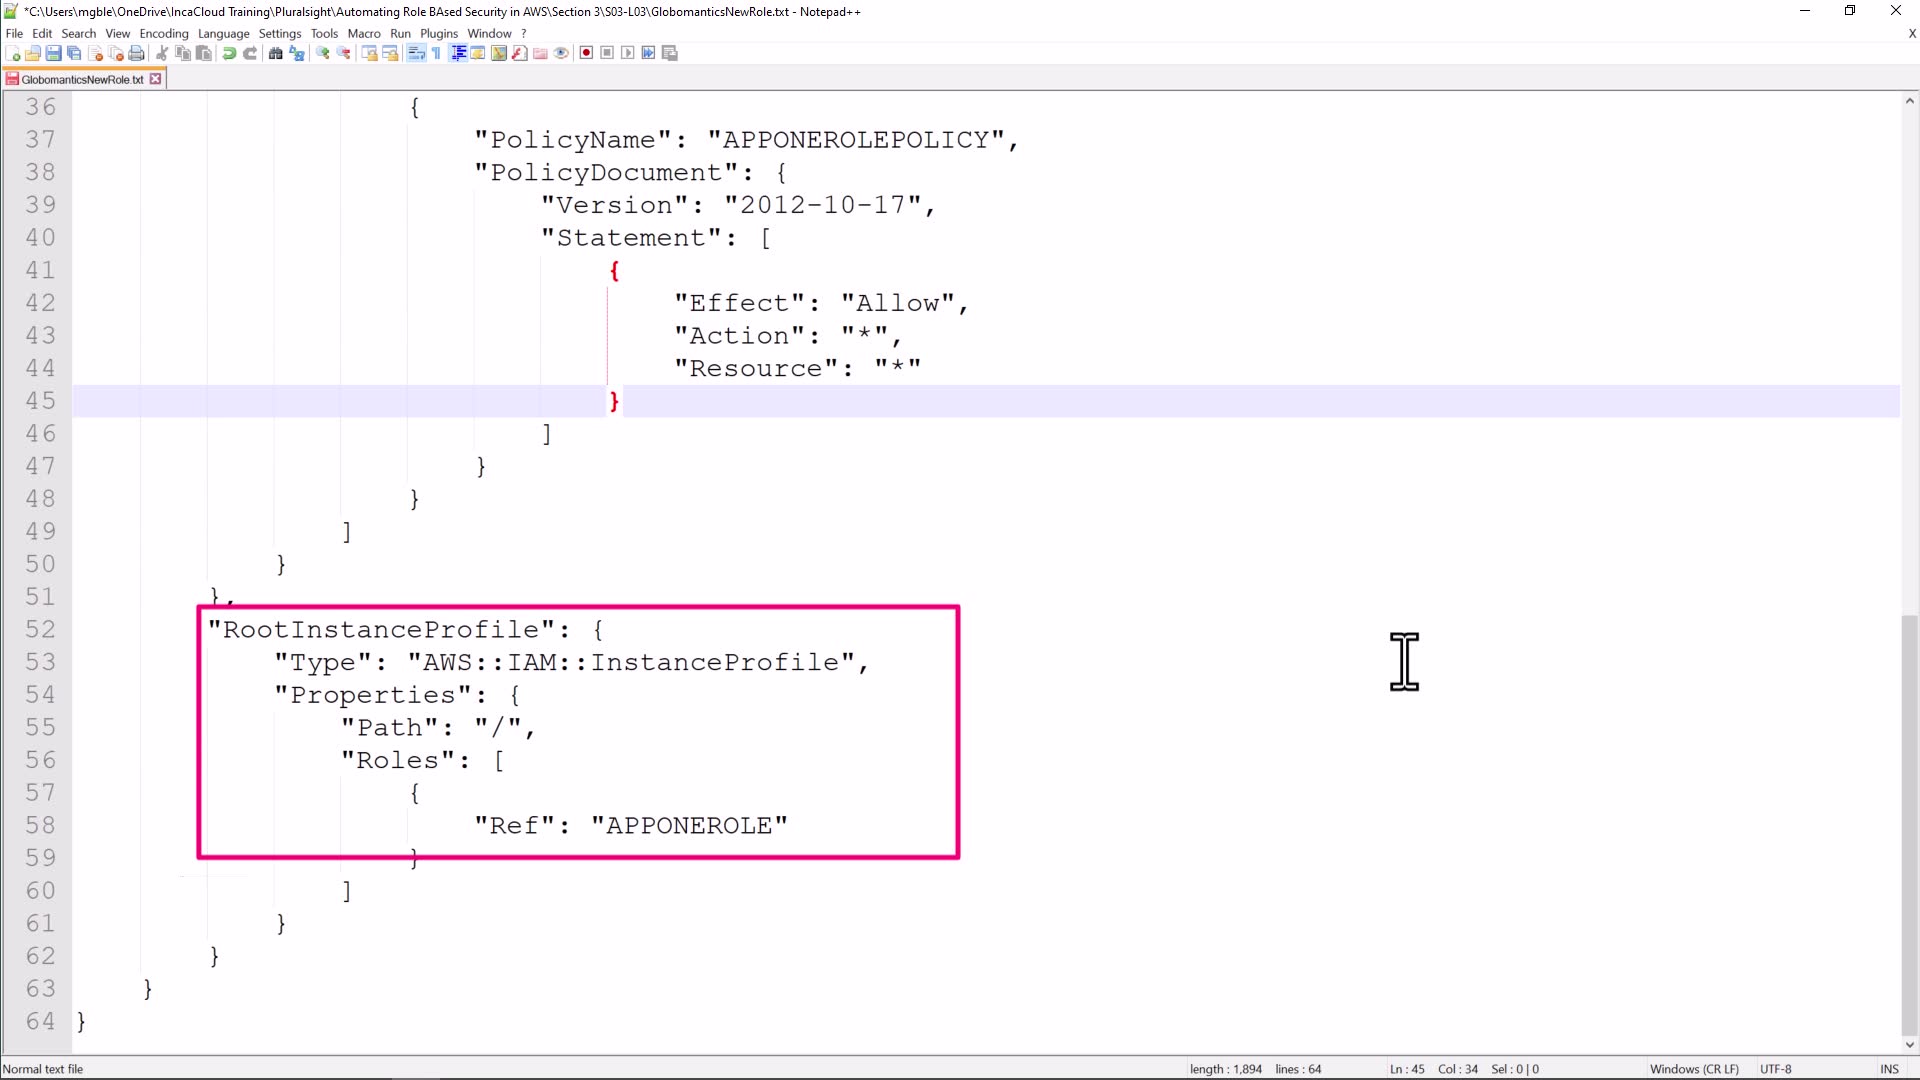 *C:\Users\mgble\OneDrive\IncaCloud Training\Pluralsight\Automating Role BAsed Security in AWS\Section 3\S03-L03\GlobomanticsNewRole.txt - Notepad++
File Edit Search View Encoding Language Settings Tools Macro Run Plugins Window ? X
GlobomanticsNewRole.txt
36 {
37 "PolicyName": "APPONEROLEPOLICY",
38 "PolicyDocument": {
39 "Version": "2012-10-17",
40 "Statement": [
41 {
42 "Effect": "Allow",
43 "Action": "*",
44 "Resource": "*"
45 }
46 ]
47 }
48 }
49 ]
50 }
51 },
52 "RootInstanceProfile": {
53 "Type": "AWS::IAM::InstanceProfile",
54 "Properties": {
55 "Path": "/",
56 "Roles": [
57 {
58 "Ref": "APPONEROLE"
59 }
60 ]
61 }
62 }
63 }
64 }
Normal text file length : 1,894 lines : 64 Ln : 45 Col : 34 Sel : 0 | 0 Windows (CR LF) UTF-8 INS